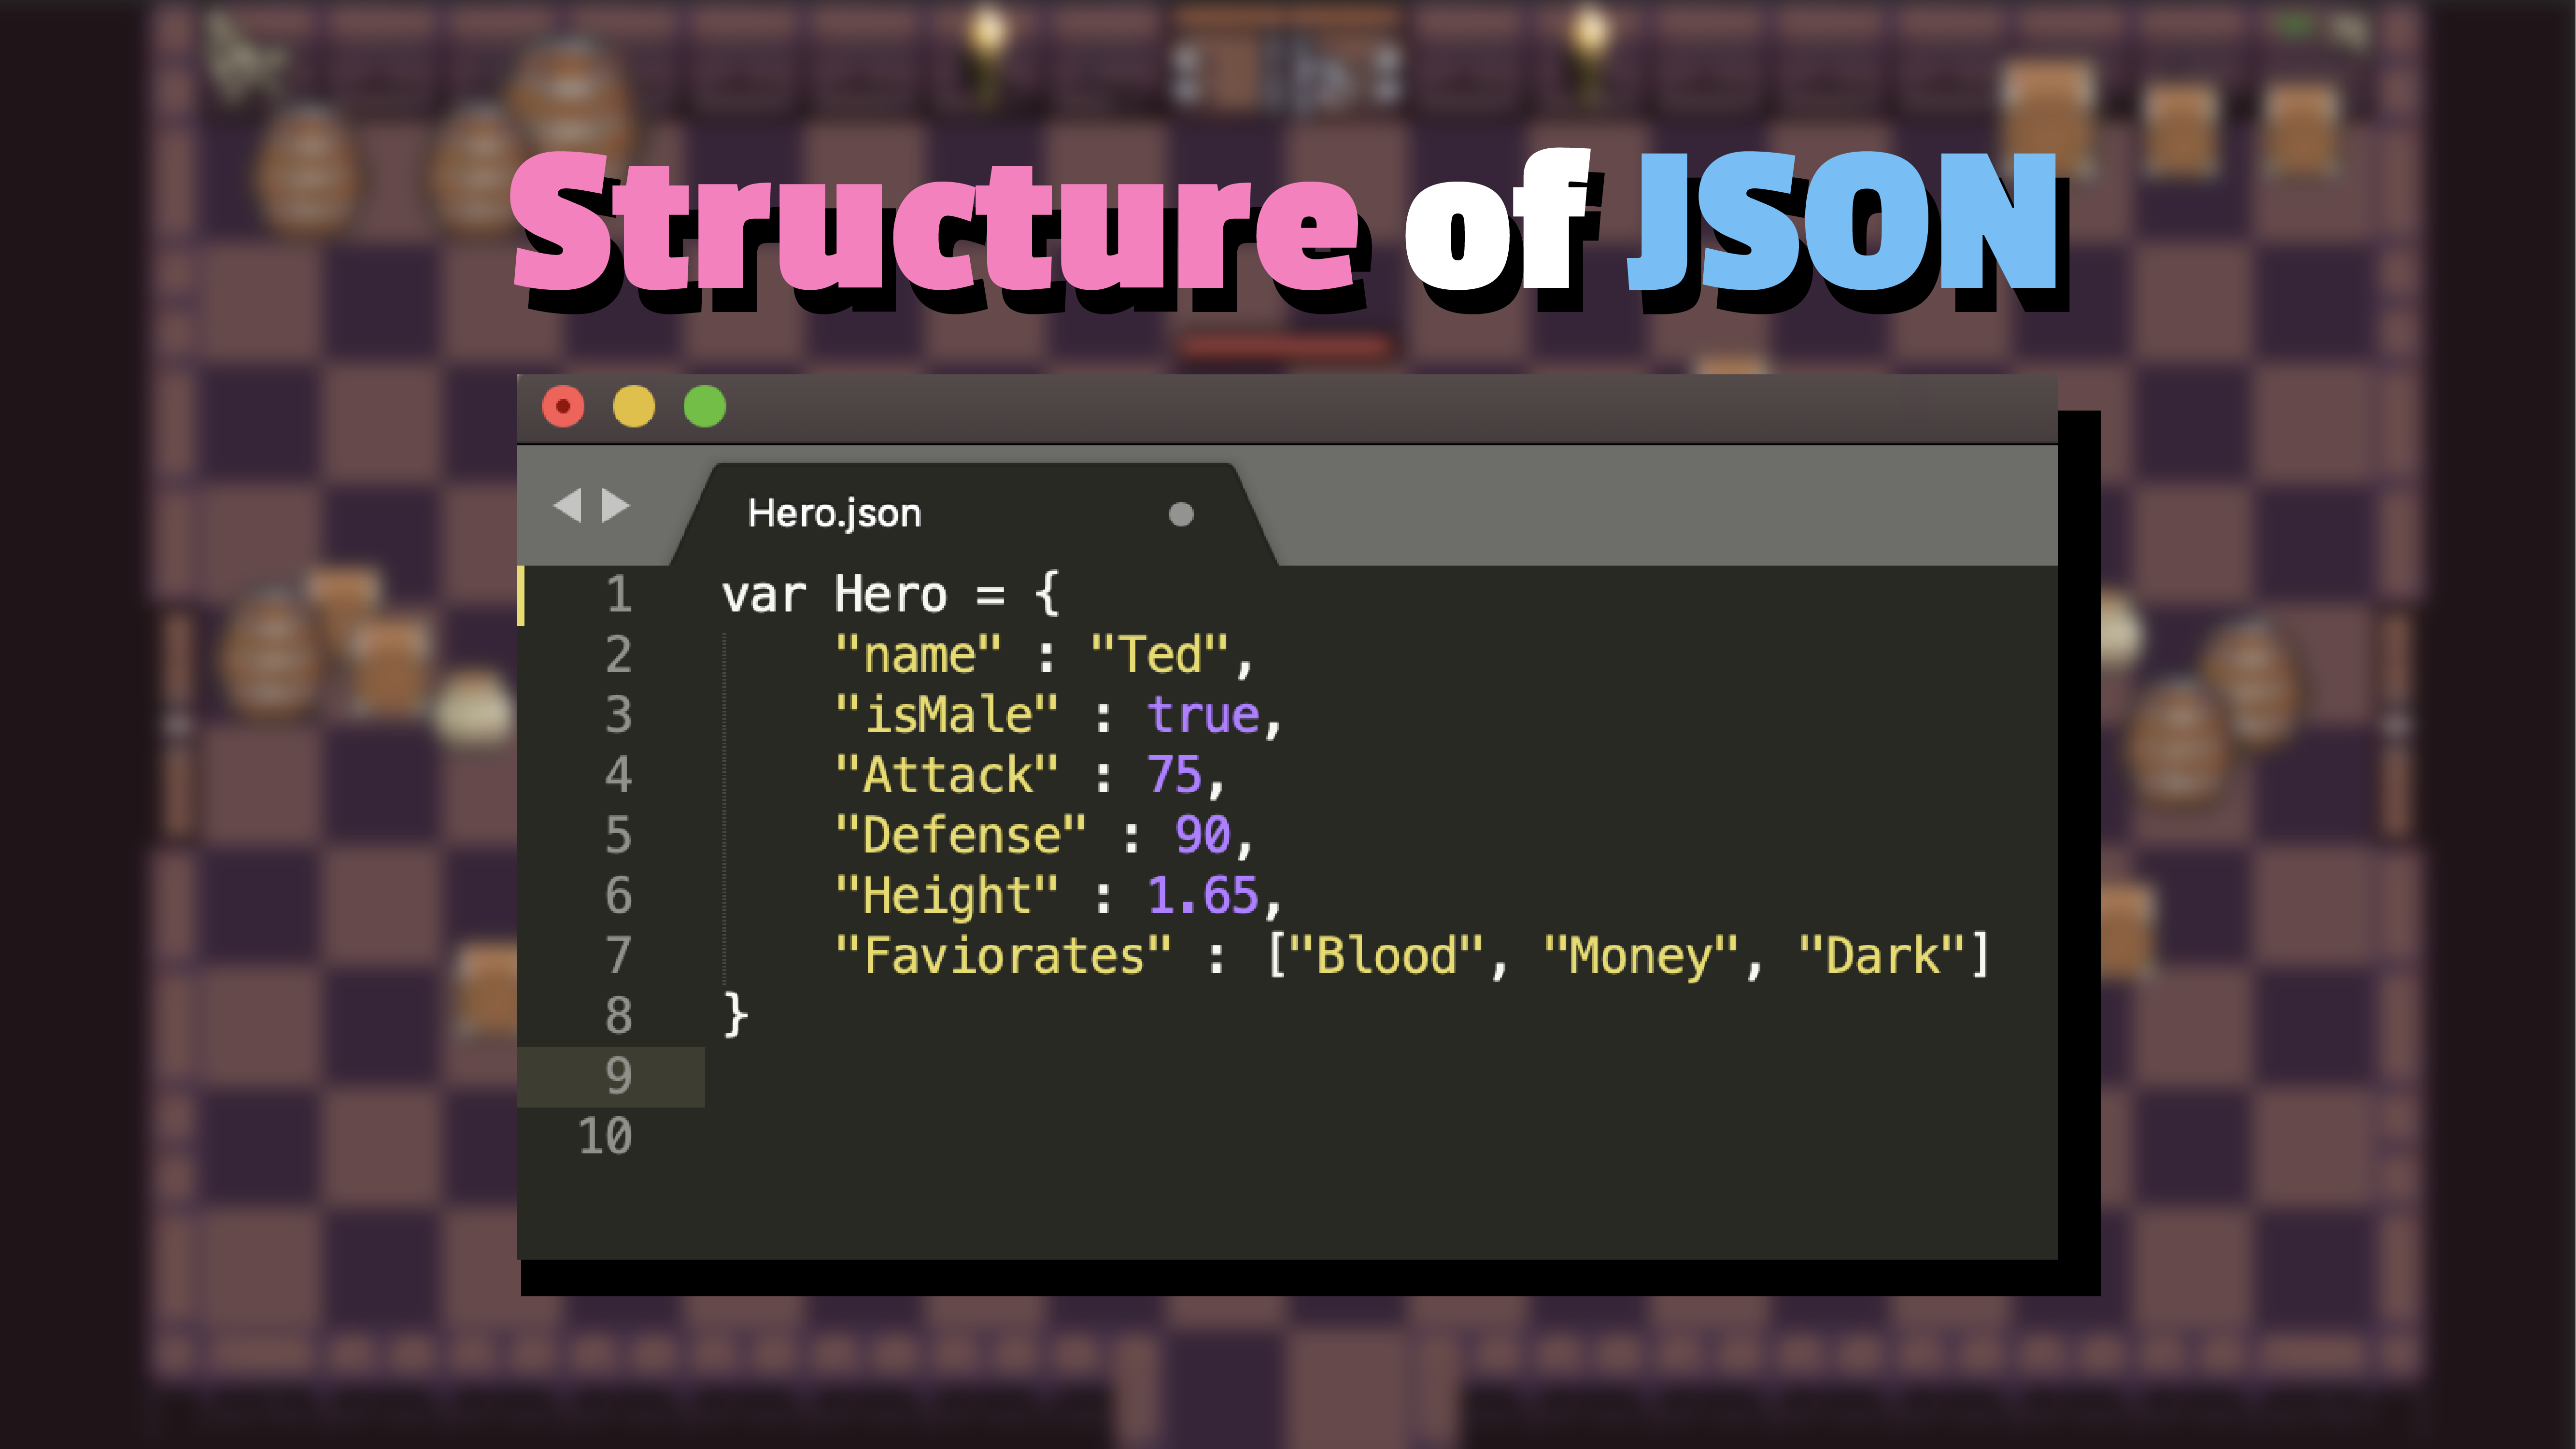 Structure of JSON
Hero.json
1 var Hero = {
2 "name" : "Ted",
3 "isMale" : true,
4 "Attack" : 75,
5 "Defense" : 90,
6 "Height" : 1.65,
7 "Faviorates" : ["Blood", "Money", "Dark"]
8 }
9
10